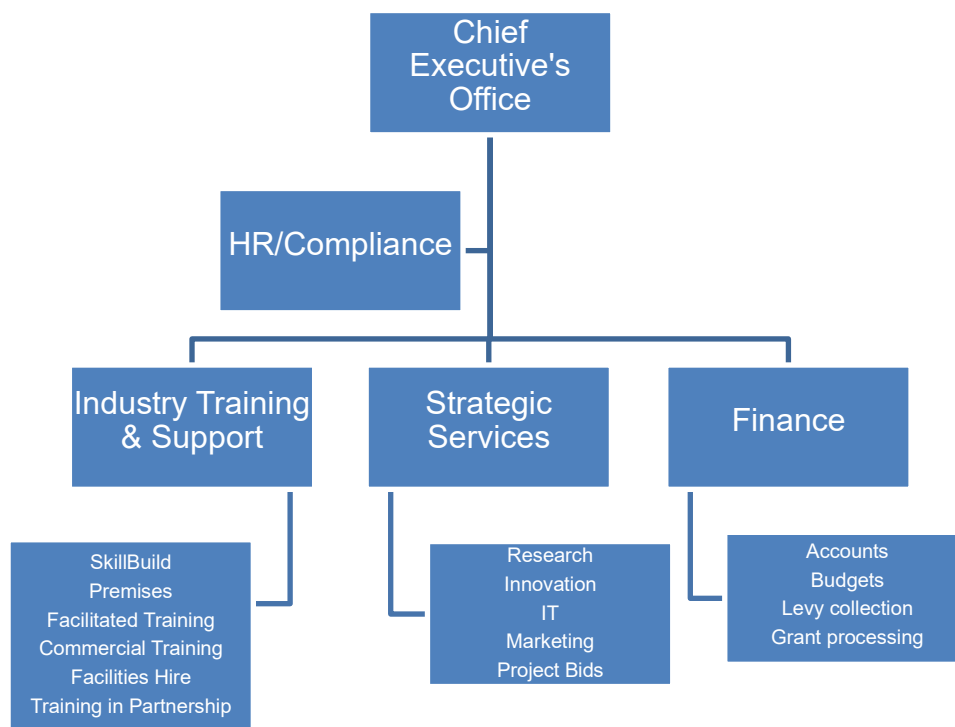 Chief
Executive's
Office
HR/Compliance
Industry Training
& Support
Strategic
Services
Finance
SkillBuild
Premises
Facilitated Training
Commercial Training
Facilities Hire
Training in Partnership
Research
Innovation
IT
Marketing
Project Bids
Accounts
Budgets
Levy collection
Grant processing